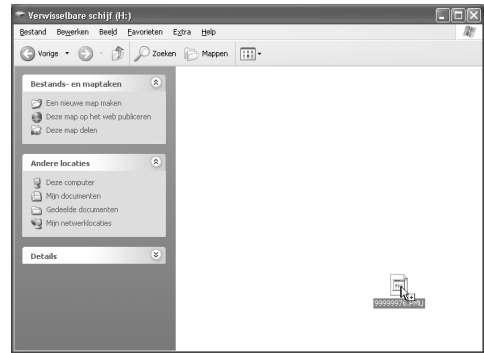 Verwisselbare schijf (H:)
Bestand Bewerken Beeld Favorieten Extra Help
Vorige Zoeken Mappen
Bestands- en maptaken
Een nieuwe map maken
Deze map op het web publiceren
Deze map delen
Andere locaties
Deze computer
Mijn documenten
Gedeelde documenten
Mijn netwerklocaties
Details
99999976.PMU